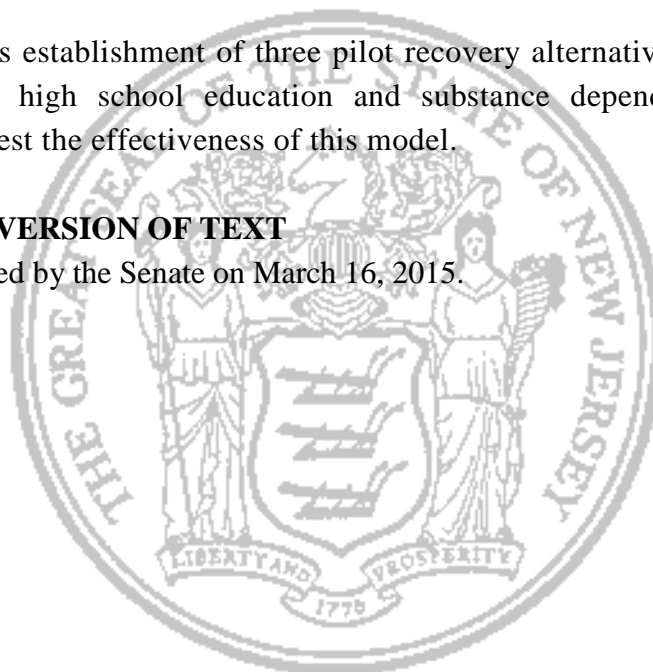 s establishment of three pilot recovery alternativ
high school education and substance depen
est the effectiveness of this model.
VERSION OF TEXT
ed by the Senate on March 16, 2015.
THE GREAT SEAL OF THE STATE OF NEW JERSEY
LIBERTY AND PROSPERITY
1776